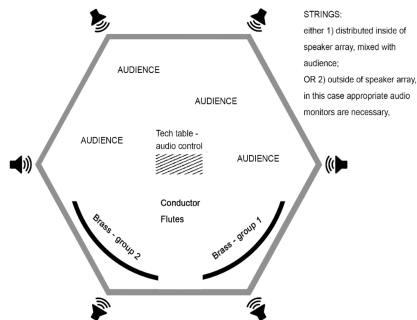 STRINGS:
either 1) distributed inside of
speaker array, mixed with
audience;
OR 2) outside of speaker array,
in this case appropriate audio
monitors are necessary,
AUDIENCE
AUDIENCE
Tech table -
audio control
AUDIENCE
AUDIENCE
Conductor
Flutes
Brass - group 2
Brass - group 1